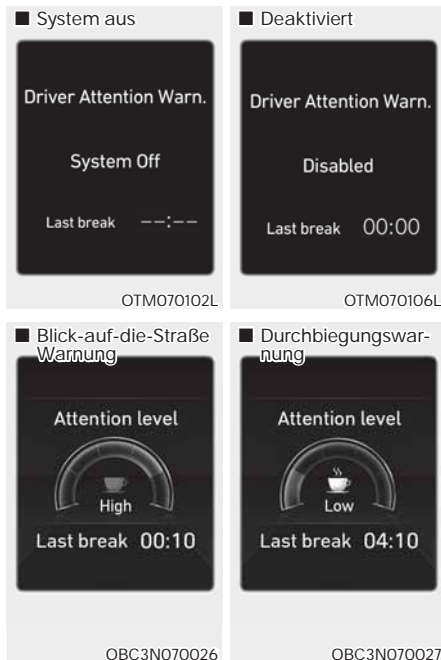 ■ System aus
Driver Attention Warn.
System Off
Last break --:--
OTM070102L
■ Deaktiviert
Driver Attention Warn.
Disabled
Last break 00:00
OTM070106L
■ Blick-auf-die-Straße
Warnung
Attention level
High
Last break 00:10
OBC3N070026
■ Durchbiegungswar-
nung
Attention level
Low
Last break 04:10
OBC3N070027